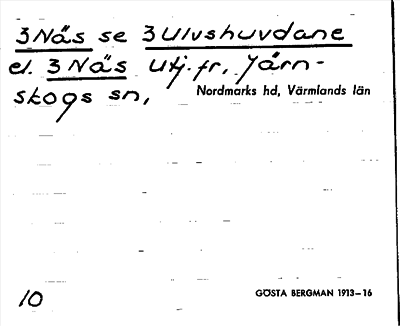 3 Näs se 3 Ulvshuvdane
el. 3 Näs Utj. fr. Järn-
skogs sn, Nordmarks hd, Värmlands län
10 GÖSTA BERGMAN 1913-16